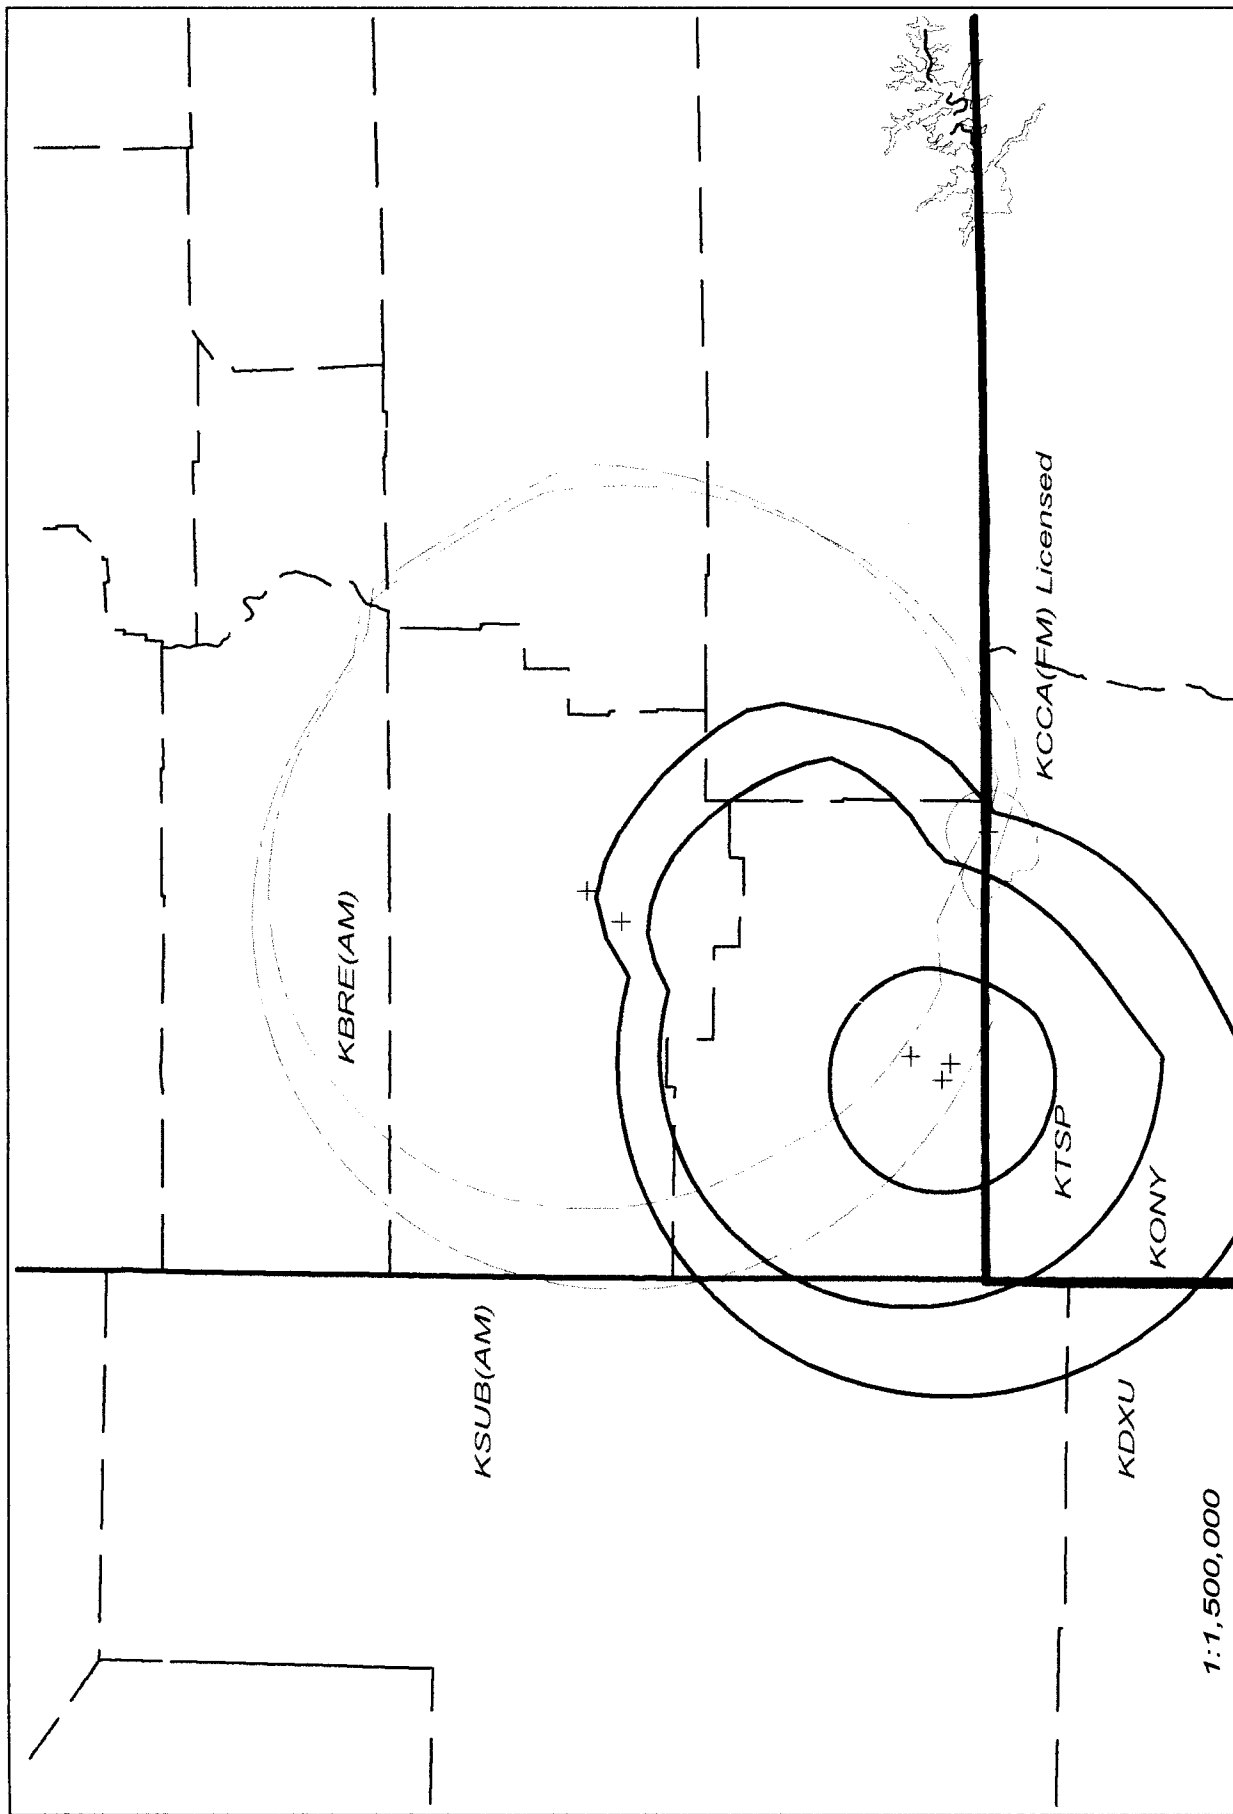 KBRE(AM)
KCCA(FM) Licensed
KSUB(AM)
KTSP
KONY
KDXU
1:1,500,000